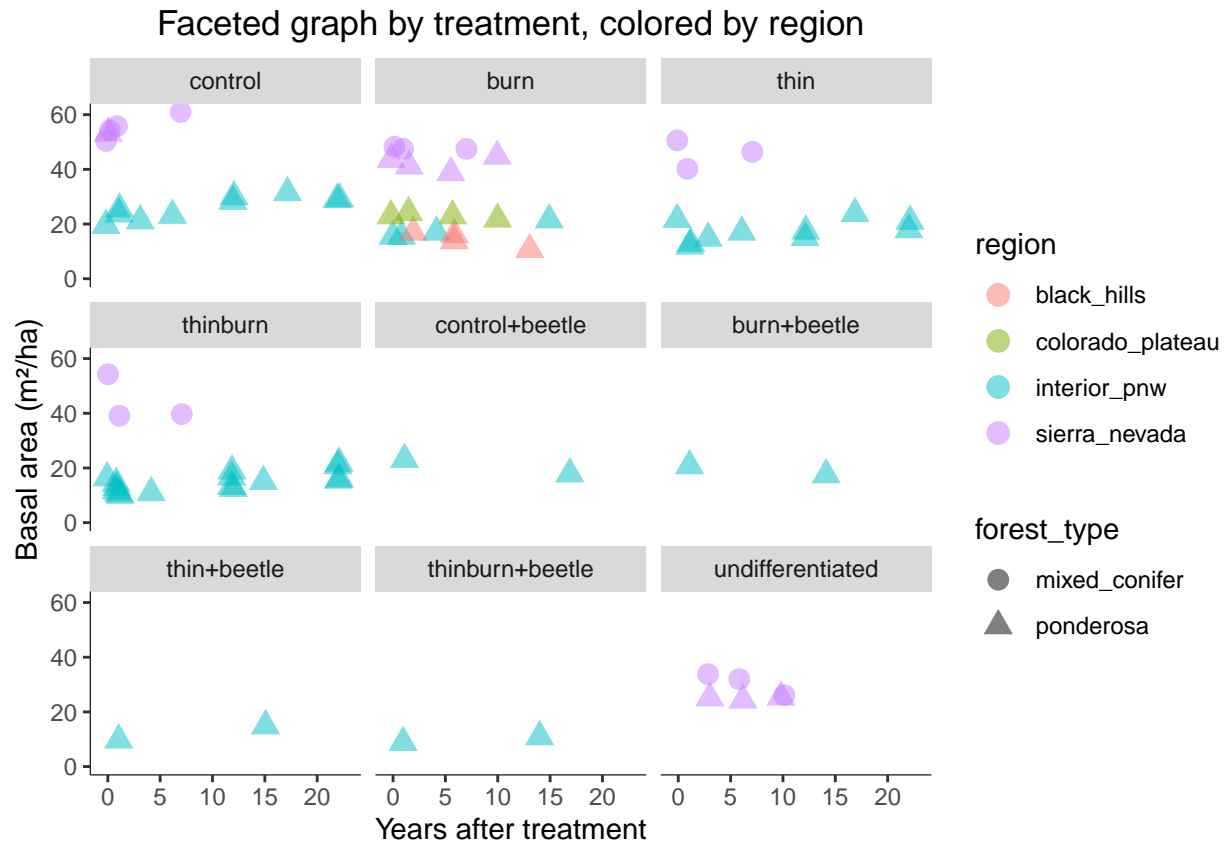 Faceted graph by treatment, colored by region
control burn thin
60
40
20
0
thinburn control+beetle burn+beetle
60
40
20
0
thin+beetle thinburn+beetle undifferentiated
60
40
20
0
0 5 10 15 20 0 5 10 15 20 0 5 10 15 20
Years after treatment
Basal area (m²/ha)
region
black_hills
colorado_plateau
interior_pnw
sierra_nevada
forest_type
mixed_conifer
ponderosa